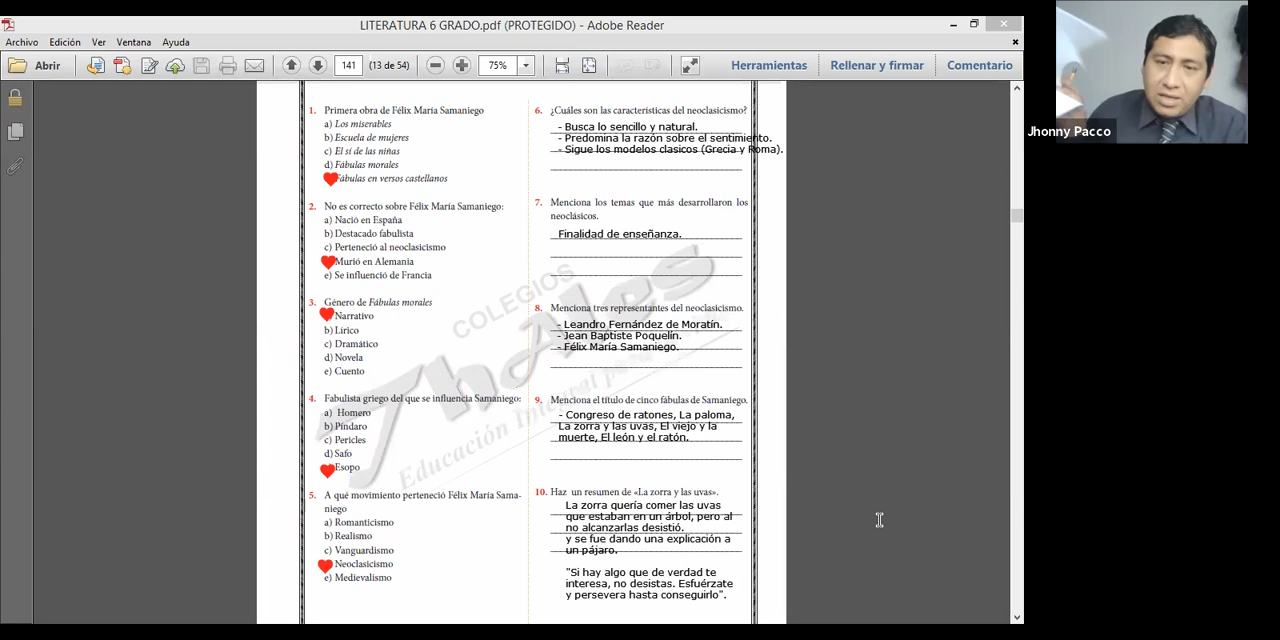 LITERATURA 6 GRADO.pdf (PROTEGIDO) - Adobe Reader
Archivo Edición Ver Ventana Ayuda
Abrir 141 (13 de 54) 75% Herramientas Rellenar y firmar Comentario
1. Primera obra de Félix María Samaniego
a) Los miserables
b) Escuela de mujeres
c) El sí de las niñas
d) Fábulas morales
Fábulas en versos castellanos
2. No es correcto sobre Félix María Samaniego:
a) Nació en España
b) Destacado fabulista
c) Perteneció al neoclasicismo
Murió en Alemania
e) Se influenció de Francia
3. Género de Fábulas morales
Narrativo
b) Lírico
c) Dramático
d) Novela
e) Cuento
4. Fabulista griego del que se influencia Samaniego:
a) Homero
b) Píndaro
c) Pericles
d) Safo
Esopo
5. A qué movimiento perteneció Félix María Sama-
niego
a) Romanticismo
b) Realismo
c) Vanguardismo
Neoclasicismo
e) Medievalismo
6. ¿Cuáles son las características del neoclasicismo?
- Busca lo sencillo y natural.
- Predomina la razón sobre el sentimiento.
- Sigue los modelos clasicos (Grecia y Roma).
7. Menciona los temas que más desarrollaron los
neoclásicos.
Finalidad de enseñanza.
8. Menciona tres representantes del neoclasicismo.
- Leandro Fernández de Moratín.
- Jean Baptiste Poquelín.
- Félix María Samaniego.
9. Menciona el título de cinco fábulas de Samaniego.
- Congreso de ratones, La paloma,
La zorra y las uvas, El viejo y la
muerte, El león y el ratón.
10. Haz un resumen de «La zorra y las uvas».
La zorra quería comer las uvas
que estaban en un árbol, pero al
no alcanzarlas desistió.
y se fue dando una explicación a
un pájaro.
"Si hay algo que de verdad te
interesa, no desistas. Esfuérzate
y persevera hasta conseguirlo".
COLEGIOS
ThAles
Educación Integral
Jhonny Pacco